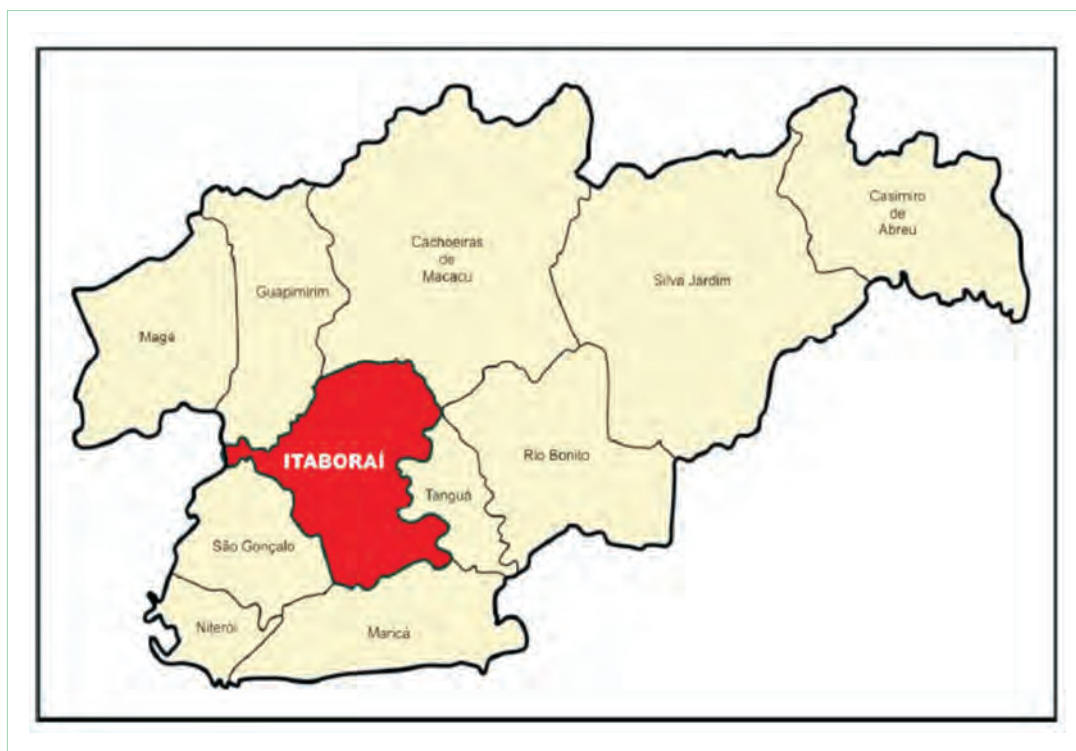 Casimiro
de
Abreu
Cachoeiras
de
Macacu
Silva Jardim
Guapimirim
Magé
ITABORAÍ
Rio Bonito
Tanguá
São Gonçalo
Niterói
Maricá